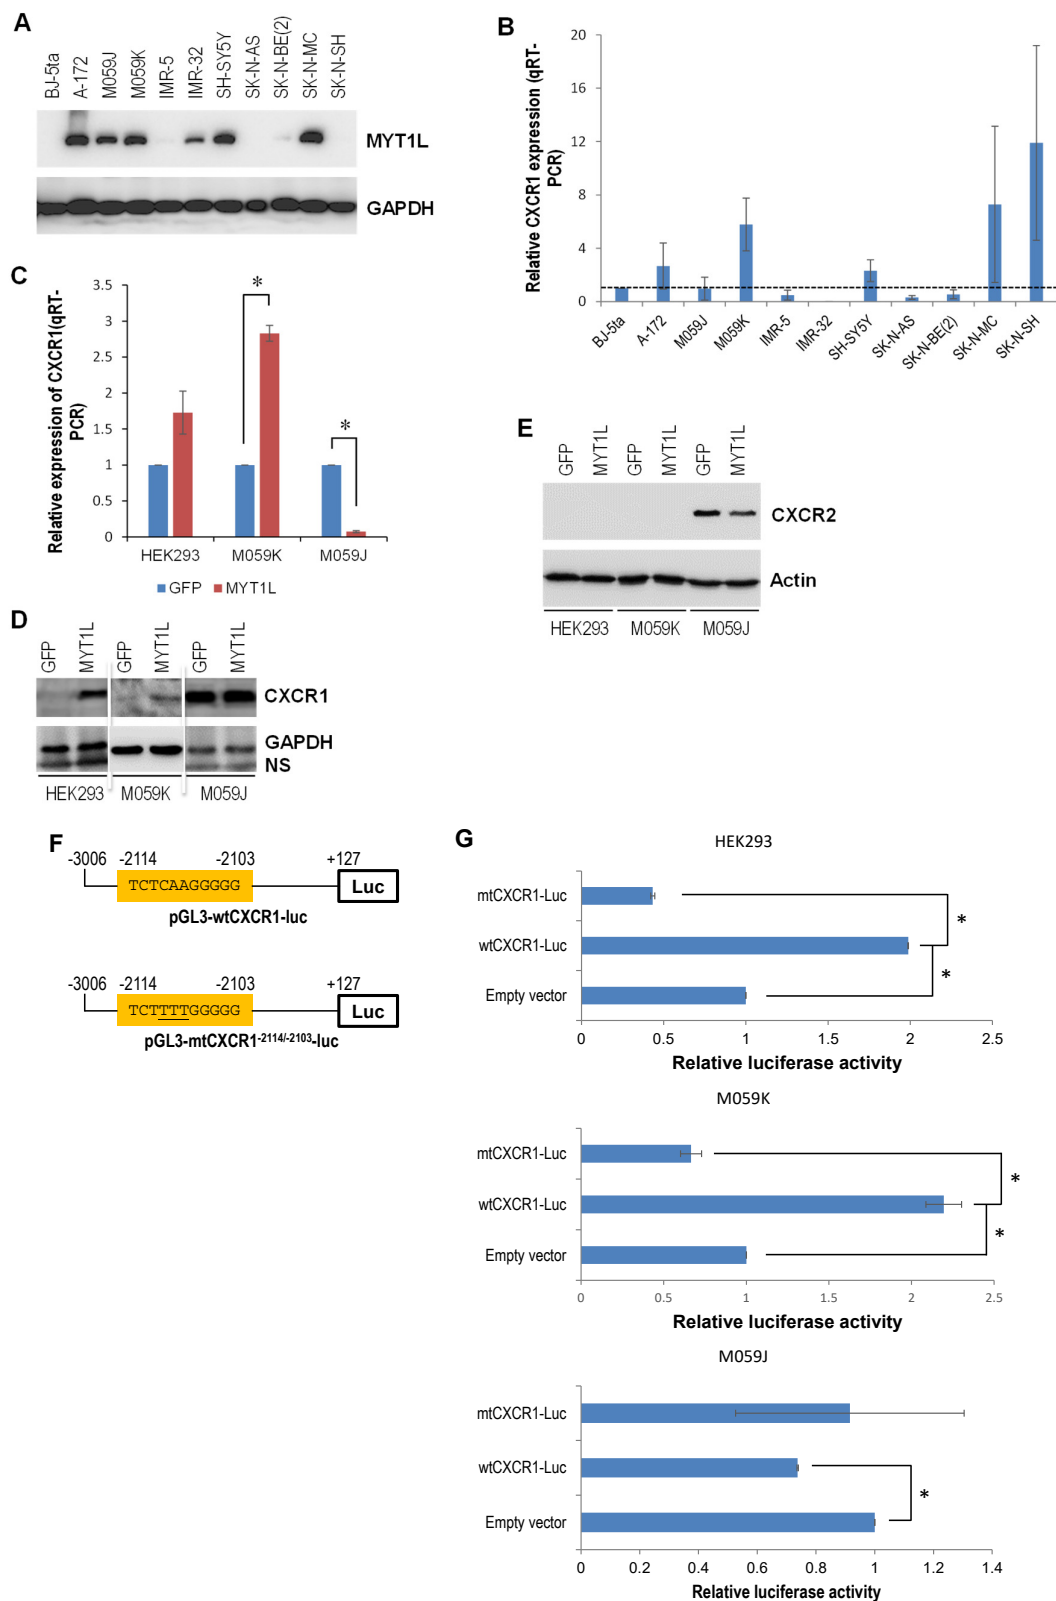 A
BJ-5ta
A-172
M059J
M059K
IMR-5
IMR-32
SH-SY5Y
SK-N-AS
SK-N-BE(2)
SK-N-MC
SK-N-SH
MYT1L
GAPDH
B
Relative CXCR1 expression (qRT-
PCR)
20
16
12
8
4
0
BJ-5ta
A-172
M059J
M059K
IMR-5
IMR-32
SH-SY5Y
SK-N-AS
SK-N-BE(2)
SK-N-MC
SK-N-SH
C
Relative expression of CXCR1(qRT-
PCR)
3.5
3
2.5
2
1.5
1
0.5
0
*
*
HEK293
M059K
M059J
GFP
MYT1L
D
GFP
MYT1L
GFP
MYT1L
GFP
MYT1L
CXCR1
GAPDH
NS
HEK293
M059K
M059J
E
GFP
MYT1L
GFP
MYT1L
GFP
MYT1L
CXCR2
Actin
HEK293
M059K
M059J
F
-3006
-2114
-2103
+127
TCTCAAGGGGG
Luc
pGL3-wtCXCR1-luc
-3006
-2114
-2103
+127
TCTTTTGGGGG
Luc
pGL3-mtCXCR1-2114/-2103-luc
G
HEK293
mtCXCR1-Luc
wtCXCR1-Luc
Empty vector
*
*
0
0.5
1
1.5
2
2.5
Relative luciferase activity
M059K
mtCXCR1-Luc
wtCXCR1-Luc
Empty vector
*
*
0
0.5
1
1.5
2
2.5
Relative luciferase activity
M059J
mtCXCR1-Luc
wtCXCR1-Luc
Empty vector
*
0
0.2
0.4
0.6
0.8
1
1.2
1.4
Relative luciferase activity